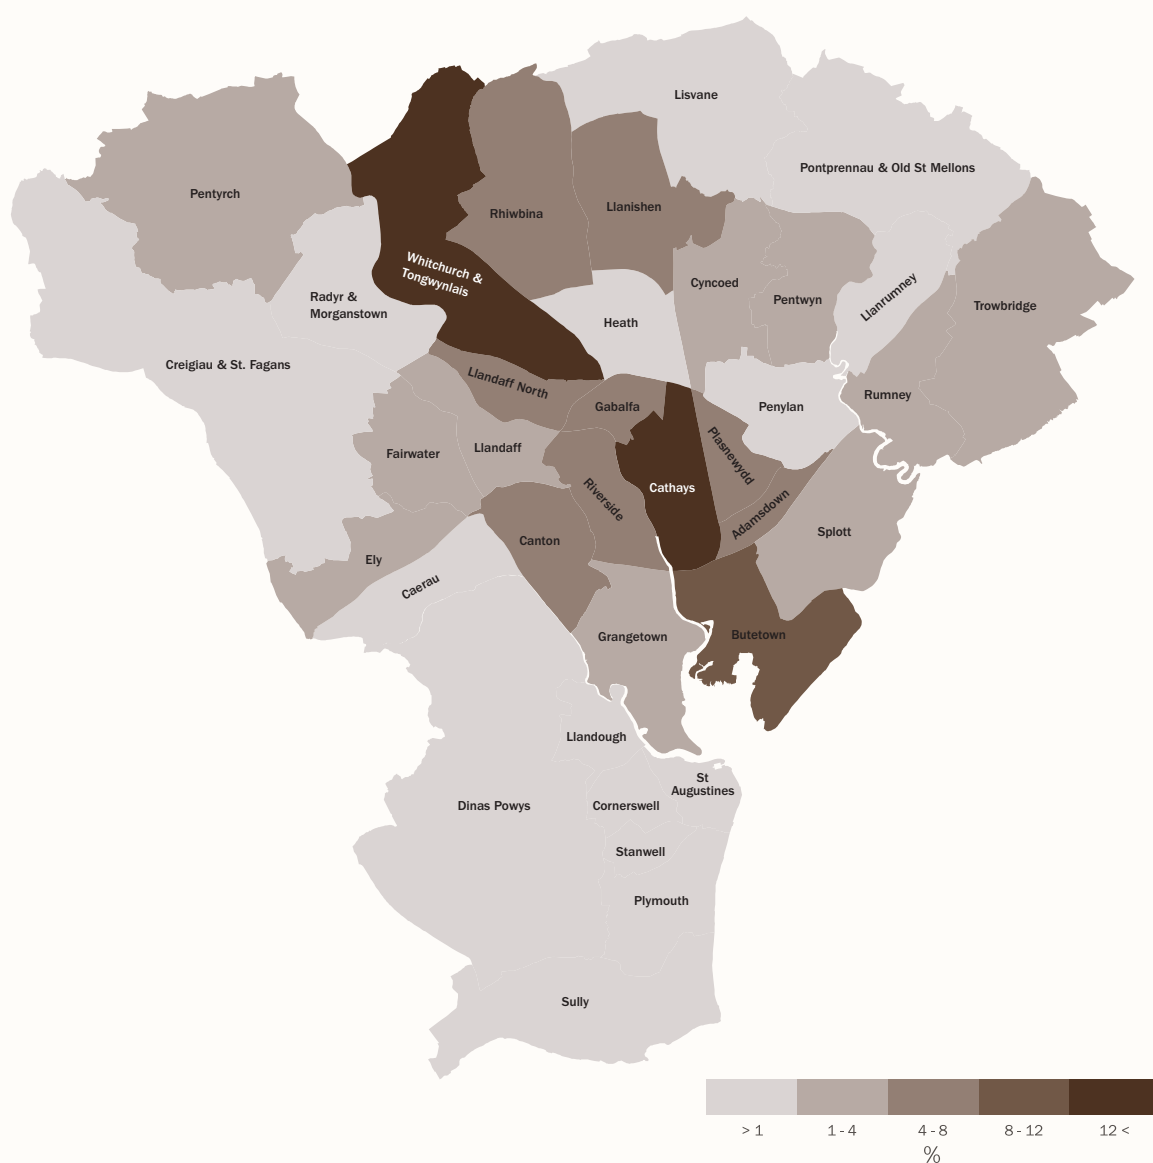 Lisvane
Pontprennau & Old St Mellons
Pentyrch
Rhiwbina
Llanishen
Whitchurch &
Tongwynlais
Cyncoed
Pentwyn
Llanrumney
Trowbridge
Radyr &
Morganstown
Heath
Creigiau & St. Fagans
Llandaff North
Gabalfa
Penylan
Rumney
Fairwater
Llandaff
Plasnewydd
Cathays
Riverside
Adamsdown
Splott
Canton
Ely
Caerau
Grangetown
Butetown
Llandough
St
Augustines
Dinas Powys
Cornerswell
Stanwell
Plymouth
Sully
> 1
1 - 4
4 - 8
8 - 12
12 <
%